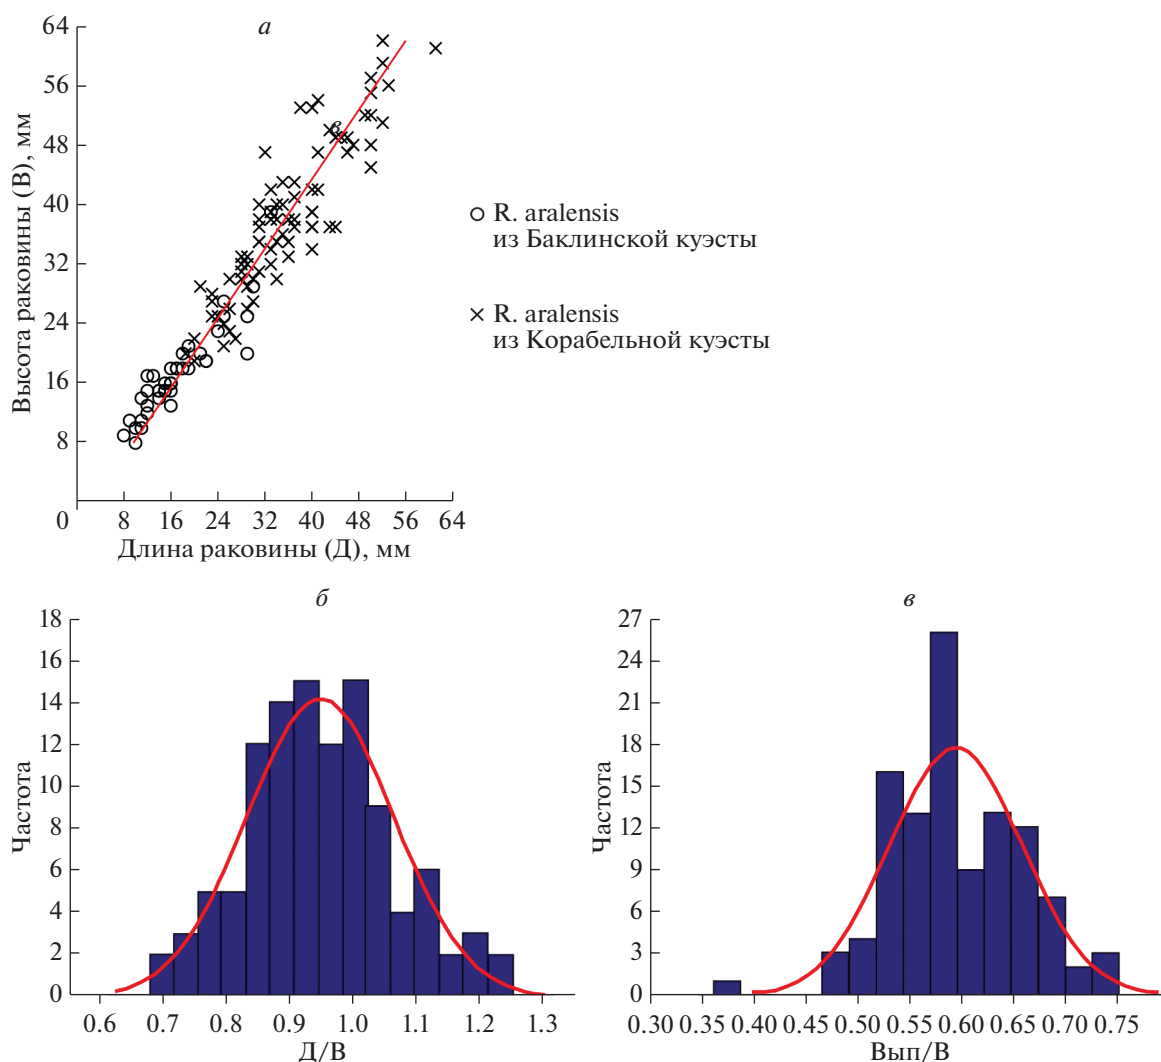 а
64
56
48
40
32
24
16
8
0
8 16 24 32 40 48 56 64
Высота раковины (В), мм
Длина раковины (Д), мм
в
R. aralensis
из Баклинской куэсты
R. aralensis
из Корабельной куэсты
б
18
16
14
12
10
8
6
4
2
0
0.6 0.7 0.8 0.9 1.0 1.1 1.2 1.3
Частота
Д/В
в
27
24
21
18
15
12
9
6
3
0
0.30 0.35 0.40 0.45 0.50 0.55 0.60 0.65 0.70 0.75
Частота
Вып/В